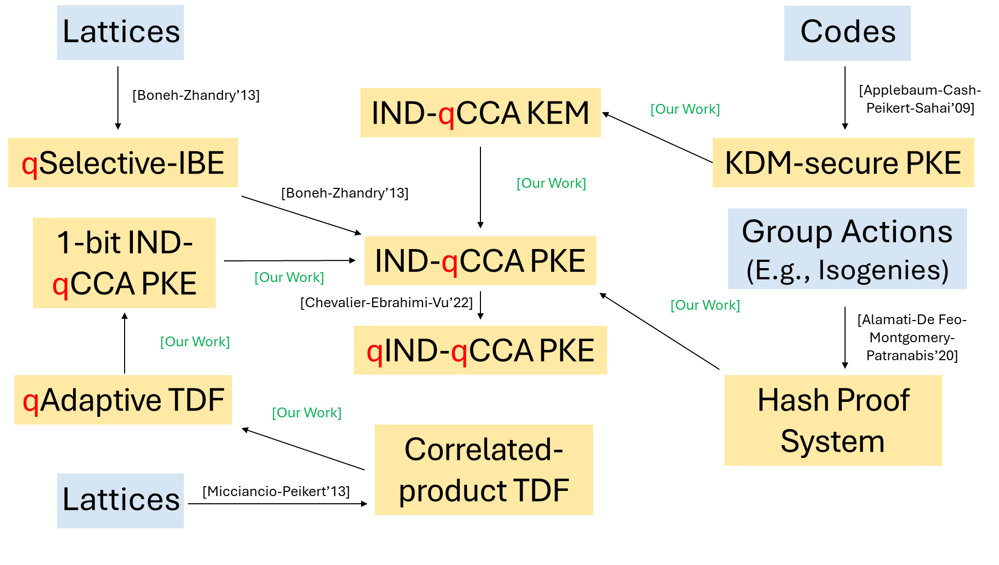 Lattices
Codes
[Boneh-Zhandry’13]
[Applebaum-Cash-
Peikert-Sahai’09]
IND-qCCA KEM
[Our Work]
qSelective-IBE
KDM-secure PKE
[Our Work]
[Boneh-Zhandry’13]
1-bit IND-
qCCA PKE
Group Actions
(E.g., Isogenies)
IND-qCCA PKE
[Our Work]
[Chevalier-Ebrahimi-Vu’22]
[Our Work]
[Alamati-De Feo-
Montgomery-
Patranabis’20]
[Our Work]
qIND-qCCA PKE
qAdaptive TDF
Hash Proof
System
[Our Work]
Correlated-
product TDF
Lattices
[Micciancio-Peikert’13]